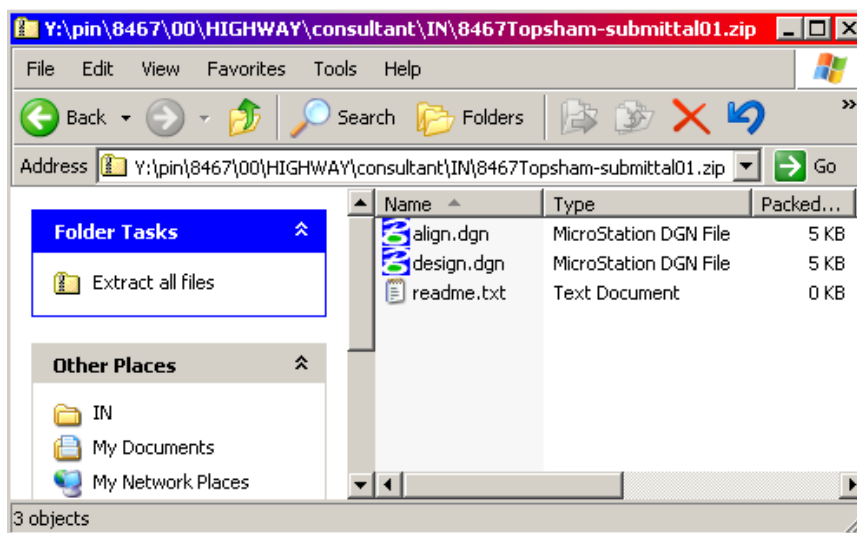 Y:\pin\8467\00\HIGHWAY\consultant\IN\8467Topsham-submittal01.zip
File Edit View Favorites Tools Help
Back Search Folders »
Address Y:\pin\8467\00\HIGHWAY\consultant\IN\8467Topsham-submittal01.zip Go
Folder Tasks
Extract all files
Other Places
IN
My Documents
My Network Places
Name Type Packed...
align.dgn MicroStation DGN File 5 KB
design.dgn MicroStation DGN File 5 KB
readme.txt Text Document 0 KB
3 objects